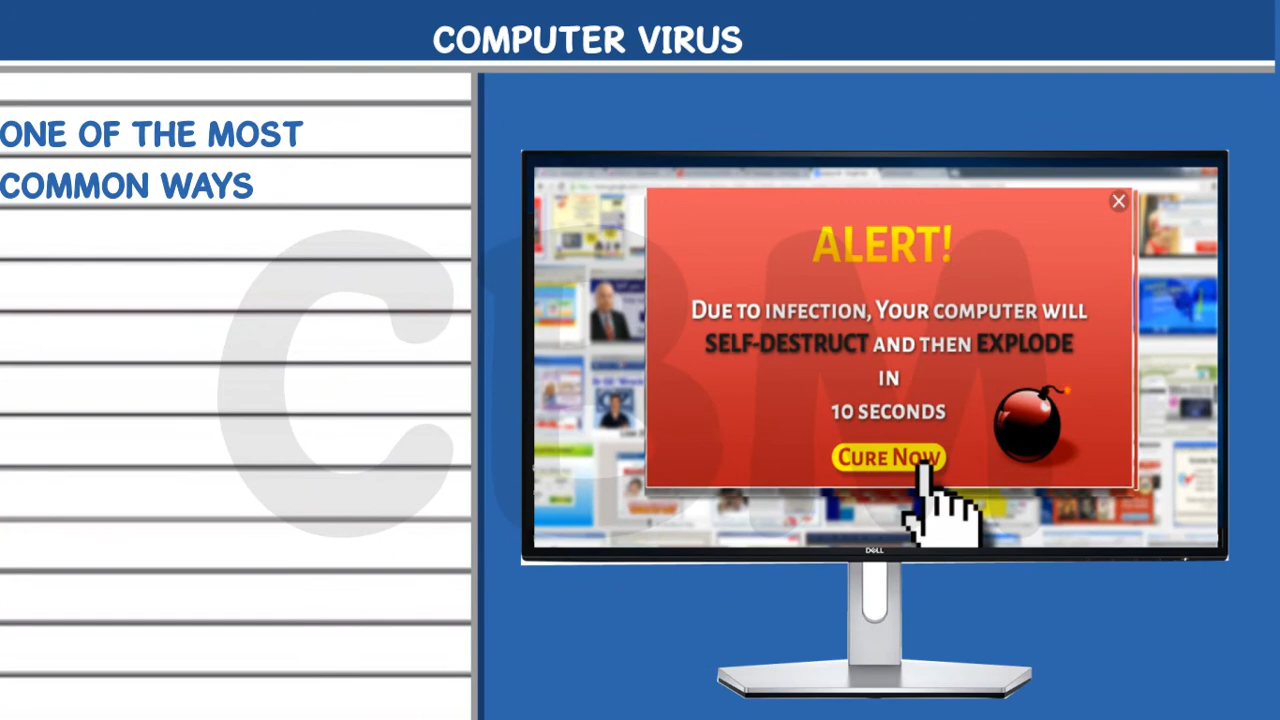 COMPUTER VIRUS
ONE OF THE MOST
COMMON WAYS
ALERT!
DUE TO INFECTION, YOUR COMPUTER WILL
SELF-DESTRUCT AND THEN EXPLODE
IN
10 SECONDS
CURE NOW
DELL
CBM